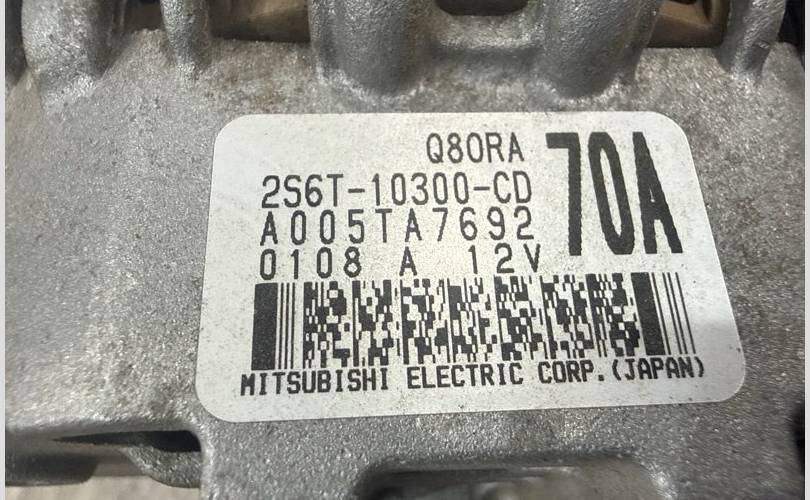 Q80RA
70A
2S6T-10300-CD
A005TA7692
0108 A 12V
MITSUBISHI ELECTRIC CORP.(JAPAN)